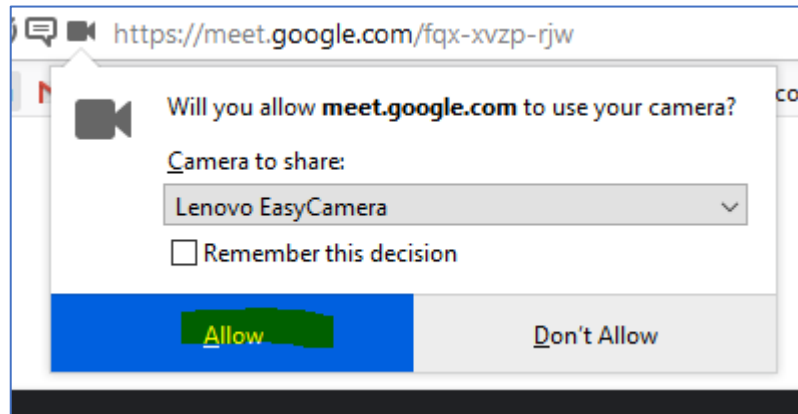 https://meet.google.com/fqx-xvzp-rjw
Will you allow meet.google.com to use your camera?
co
Camera to share:
Lenovo EasyCamera
Remember this decision
Allow
Don't Allow